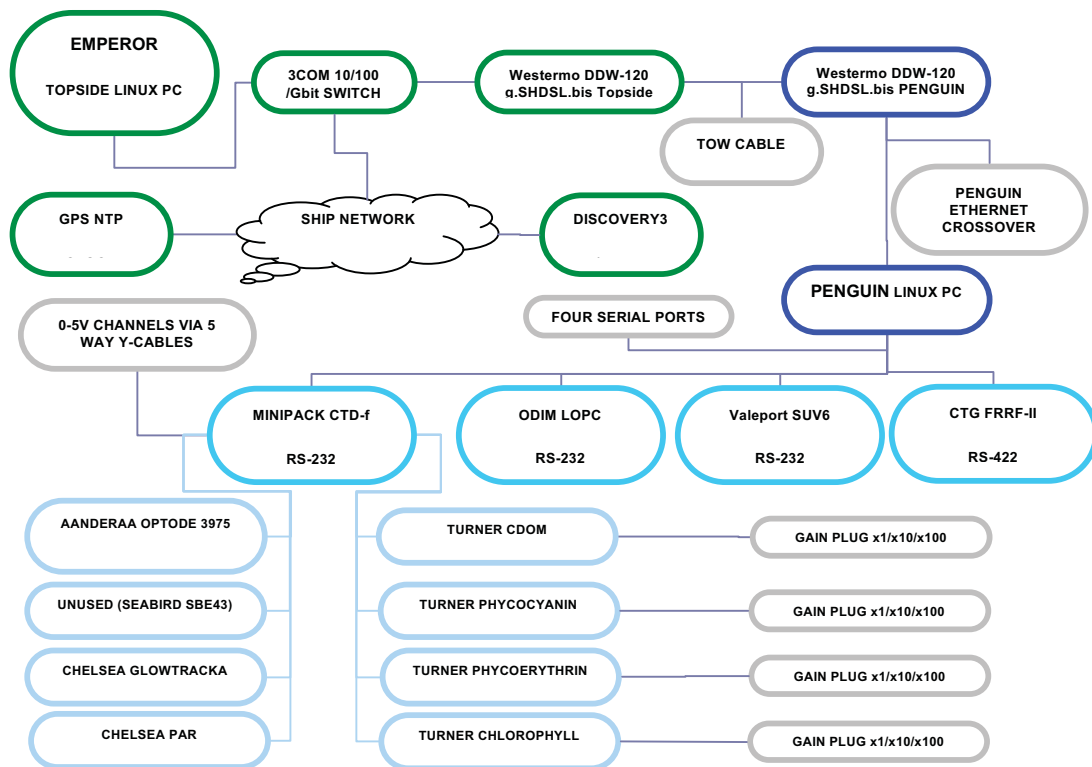 EMPEROR
TOPSIDE LINUX PC
3COM 10/100
/Gbit SWITCH
Westermo DDW-120
g.SHDSL.bis Topside
Westermo DDW-120
g.SHDSL.bis PENGUIN
TOW CABLE
PENGUIN
ETHERNET
CROSSOVER
GPS NTP
SHIP NETWORK
DISCOVERY3
PENGUIN LINUX PC
0-5V CHANNELS VIA 5
WAY Y-CABLES
FOUR SERIAL PORTS
MINIPACK CTD-f
RS-232
ODIM LOPC
RS-232
Valeport SUV6
RS-232
CTG FRRF-II
RS-422
AANDERAA OPTODE 3975
TURNER CDOM
GAIN PLUG x1/x10/x100
UNUSED (SEABIRD SBE43)
TURNER PHYCOCYANIN
GAIN PLUG x1/x10/x100
CHELSEA GLOWTRACKA
TURNER PHYCOERYTHRIN
GAIN PLUG x1/x10/x100
CHELSEA PAR
TURNER CHLOROPHYLL
GAIN PLUG x1/x10/x100